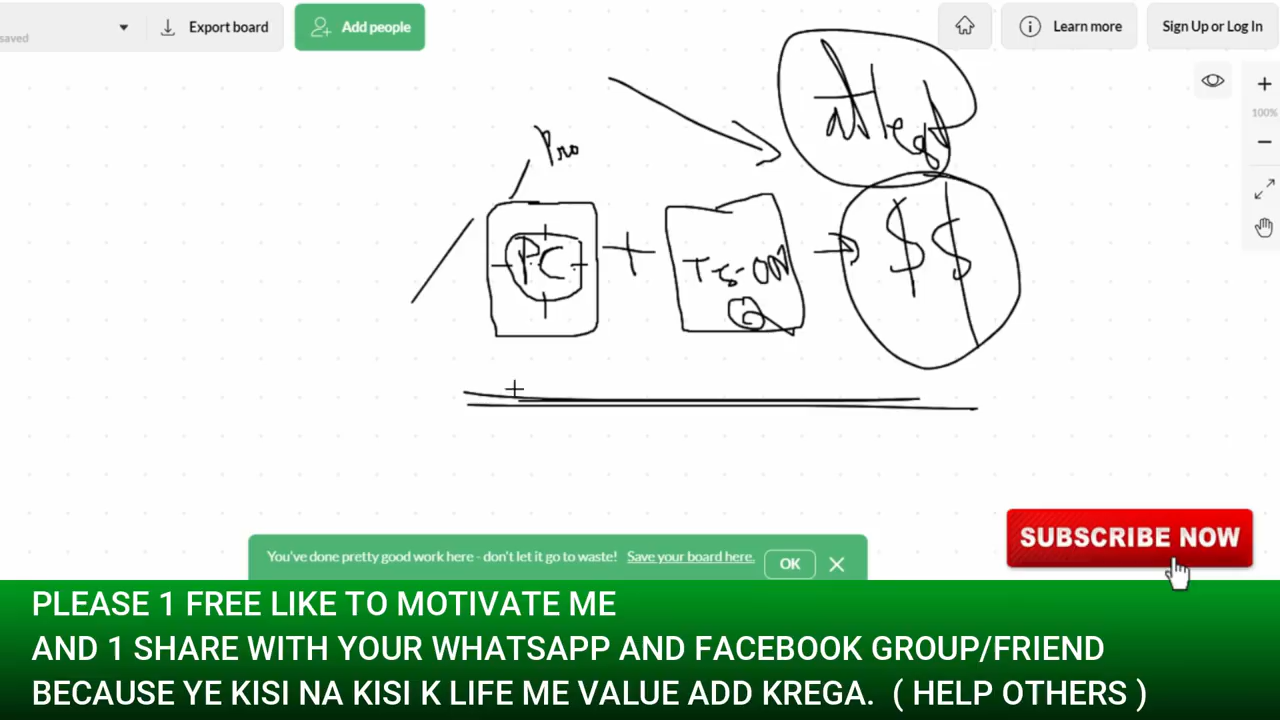 saved
Export board
Add people
Learn more
Sign Up or Log In
100%
Pro
PC
$$
You've done pretty good work here - don't let it go to waste! Save your board here. OK
SUBSCRIBE NOW
PLEASE 1 FREE LIKE TO MOTIVATE ME
AND 1 SHARE WITH YOUR WHATSAPP AND FACEBOOK GROUP/FRIEND
BECAUSE YE KISI NA KISI K LIFE ME VALUE ADD KREGA. ( HELP OTHERS )